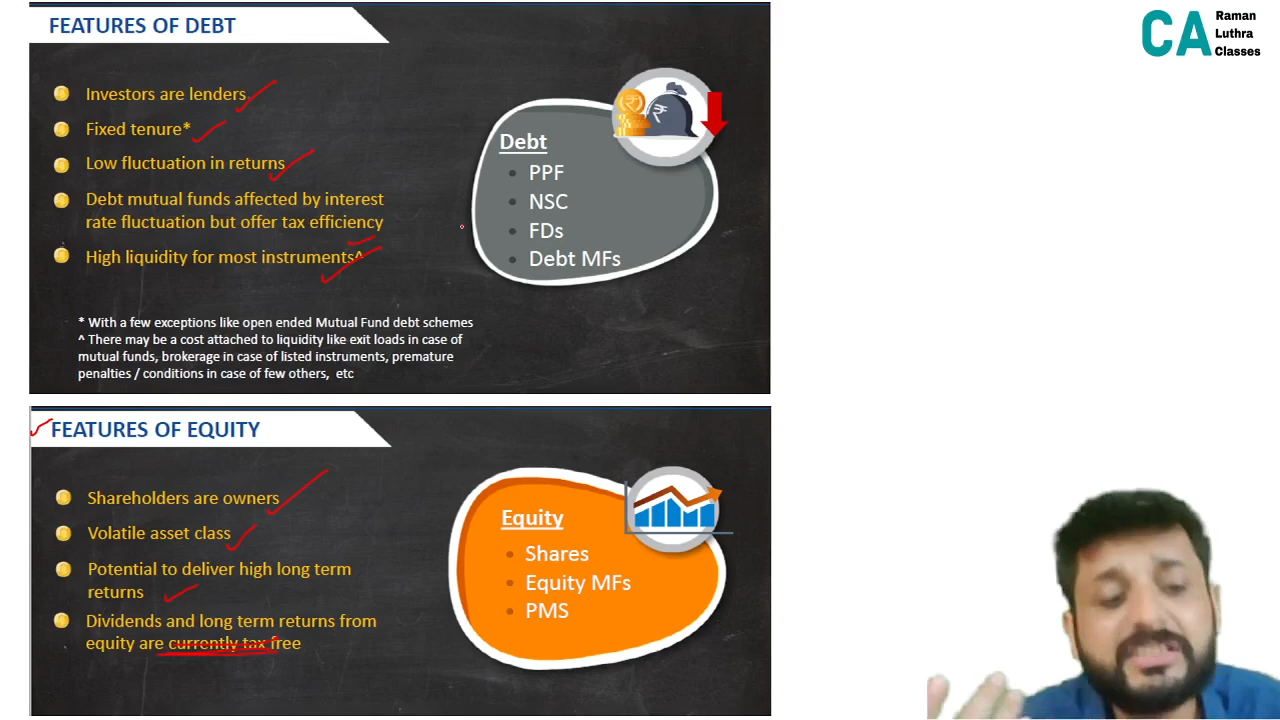 FEATURES OF DEBT
Investors are lenders
Fixed tenure*
Low fluctuation in returns
Debt mutual funds affected by interest
rate fluctuation but offer tax efficiency
High liquidity for most instruments^
* With a few exceptions like open ended Mutual Fund debt schemes
^ There may be a cost attached to liquidity like exit loads in case of
mutual funds, brokerage in case of listed instruments, premature
penalties / conditions in case of few others, etc
Debt
PPF
NSC
FDs
Debt MFs
CA
Raman
Luthra
Classes
FEATURES OF EQUITY
Shareholders are owners
Volatile asset class
Potential to deliver high long term
returns
Dividends and long term returns from
equity are currently tax free
Equity
Shares
Equity MFs
PMS